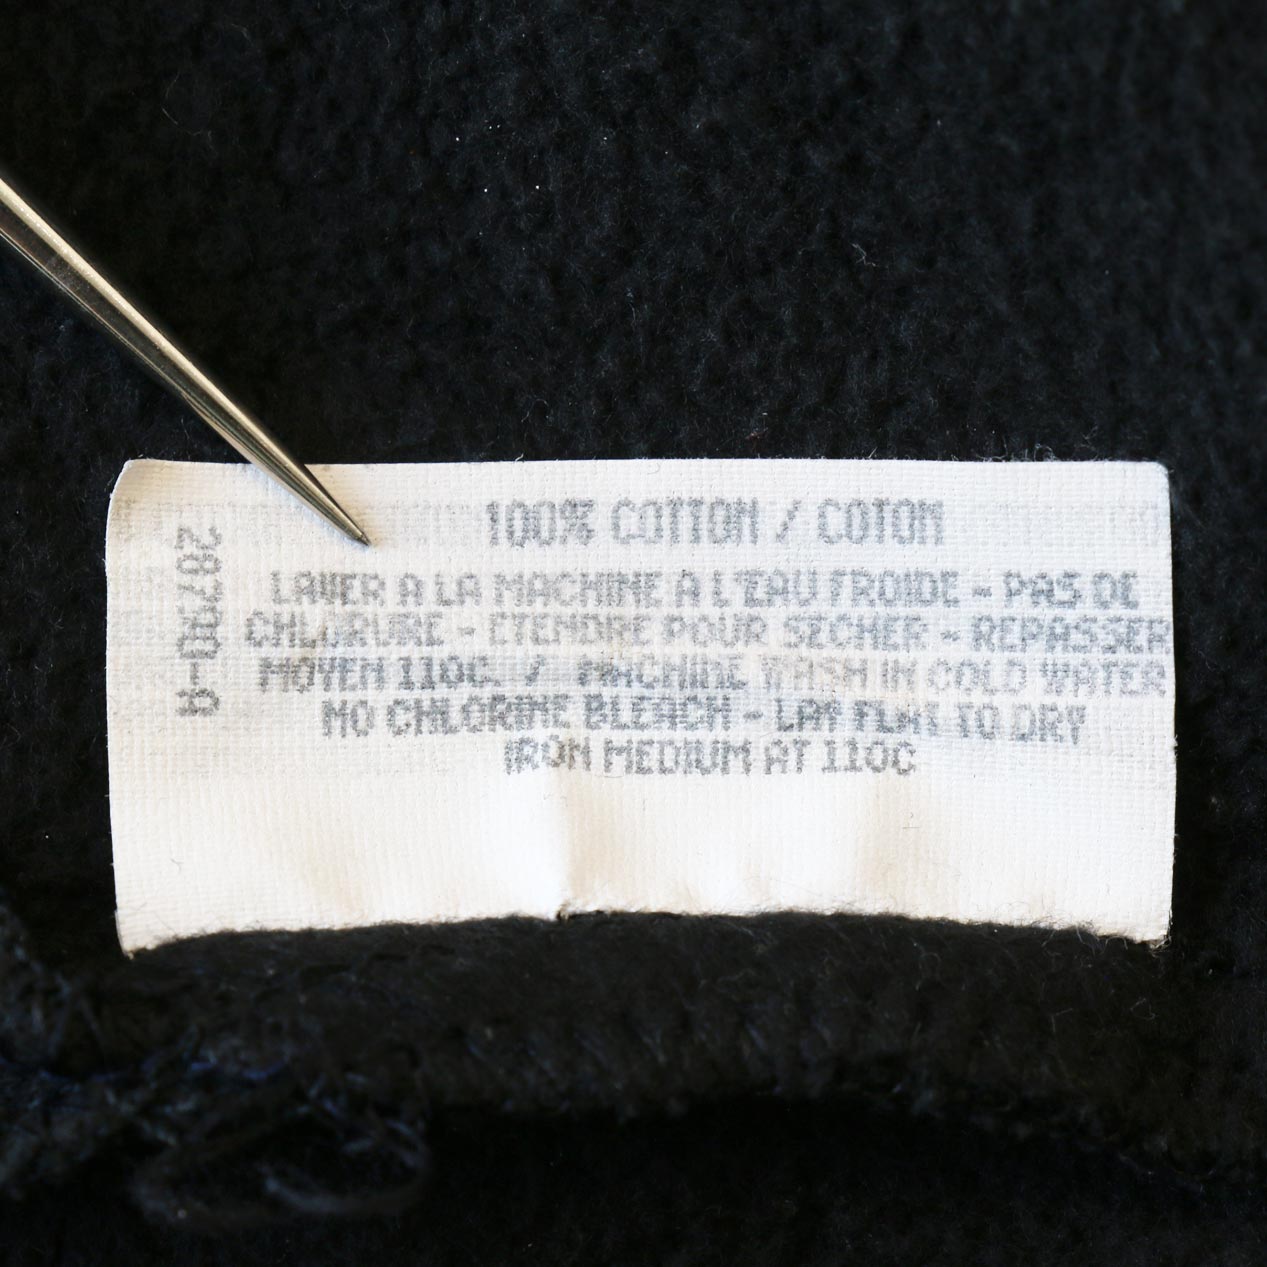 100% COTTON / COTON
LAVER A LA MACHINE A L'EAU FROIDE - PAS DE
CHLORURE - ETENDRE POUR SECHER - REPASSER
MOYEN 110C / MACHINE WASH IN COLD WATER
NO CHLORINE BLEACH - LAY FLAT TO DRY
IRON MEDIUM AT 110C